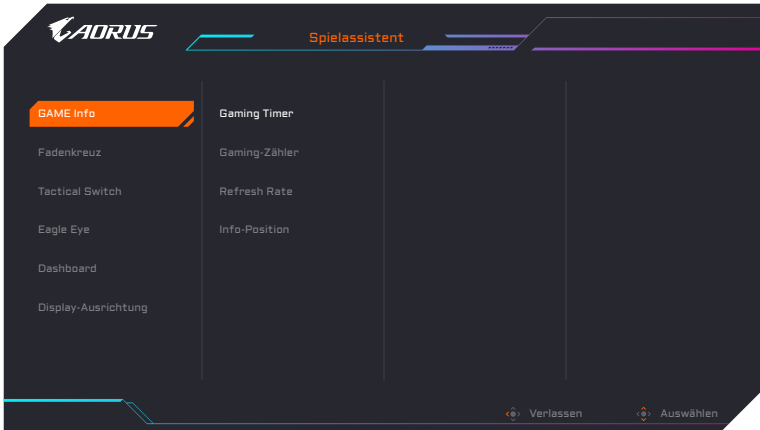 AORUS
Spielassistent
GAME Info
Gaming Timer
Fadenkreuz
Gaming-Zähler
Tactical Switch
Refresh Rate
Eagle Eye
Info-Position
Dashboard
Display-Ausrichtung
Verlassen
Auswählen